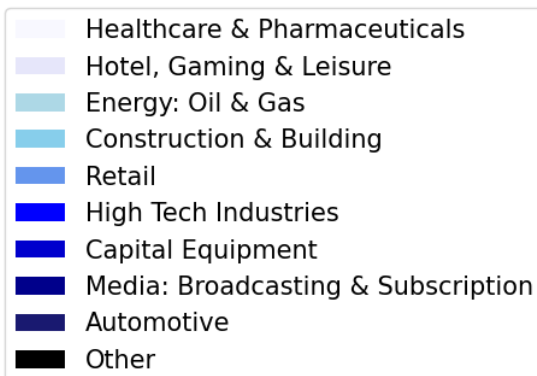 Healthcare & Pharmaceuticals
Hotel, Gaming & Leisure
Energy: Oil & Gas
Construction & Building
Retail
High Tech Industries
Capital Equipment
Media: Broadcasting & Subscription
Automotive
Other